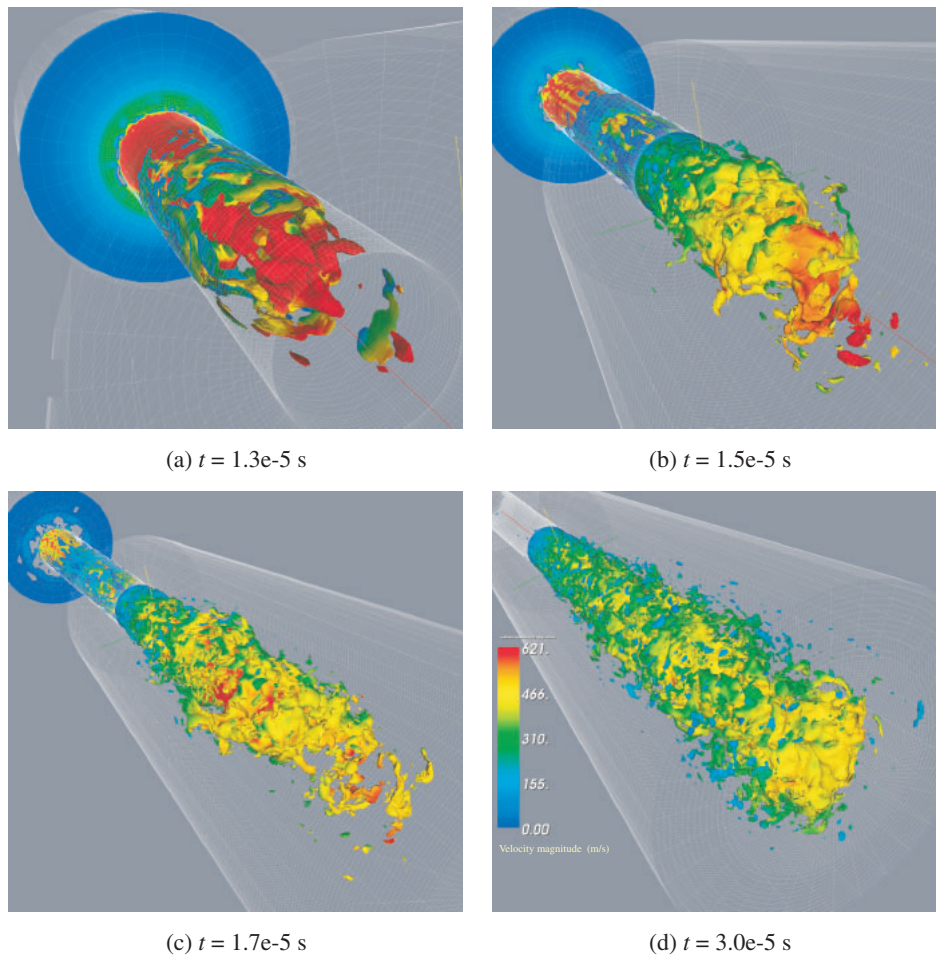 (a) t = 1.3e-5 s
(b) t = 1.5e-5 s
621.
466.
310.
155.
0.00
Velocity magnitude (m/s)
(c) t = 1.7e-5 s
(d) t = 3.0e-5 s